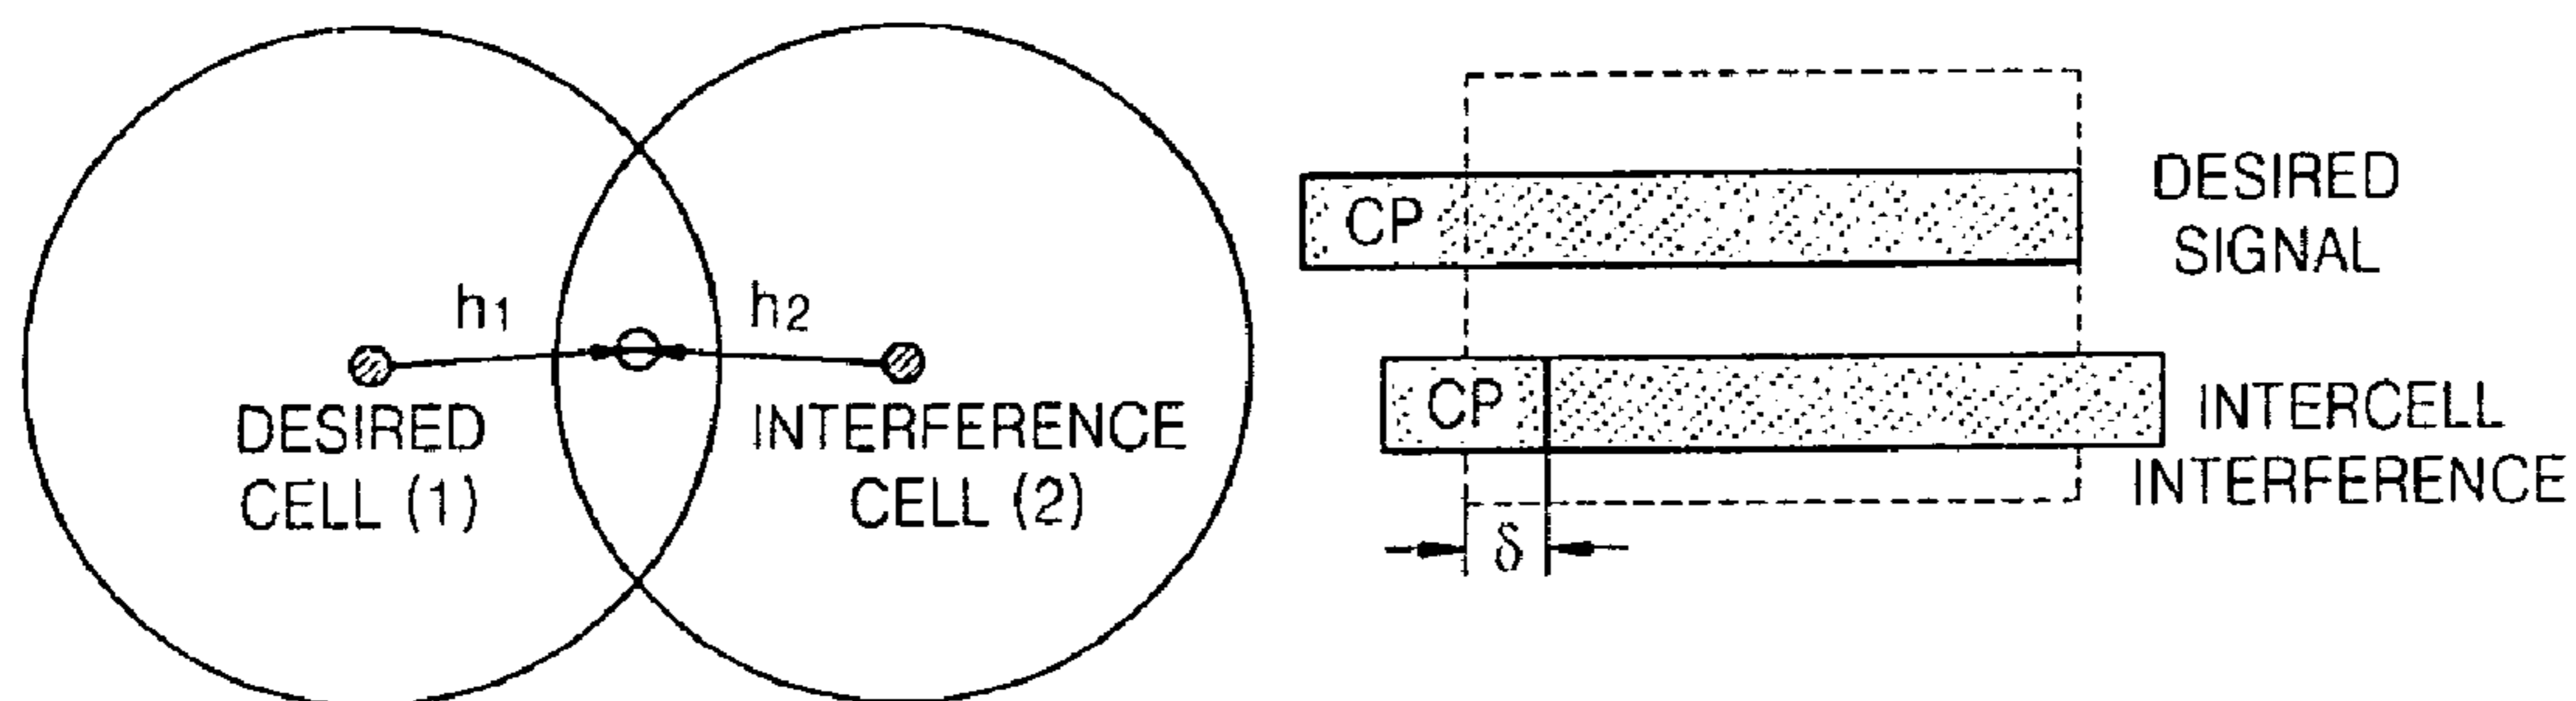 h1
h2
DESIRED
CELL (1)
INTERFERENCE
CELL (2)
CP
DESIRED
SIGNAL
CP
INTERCELL
INTERFERENCE
δ